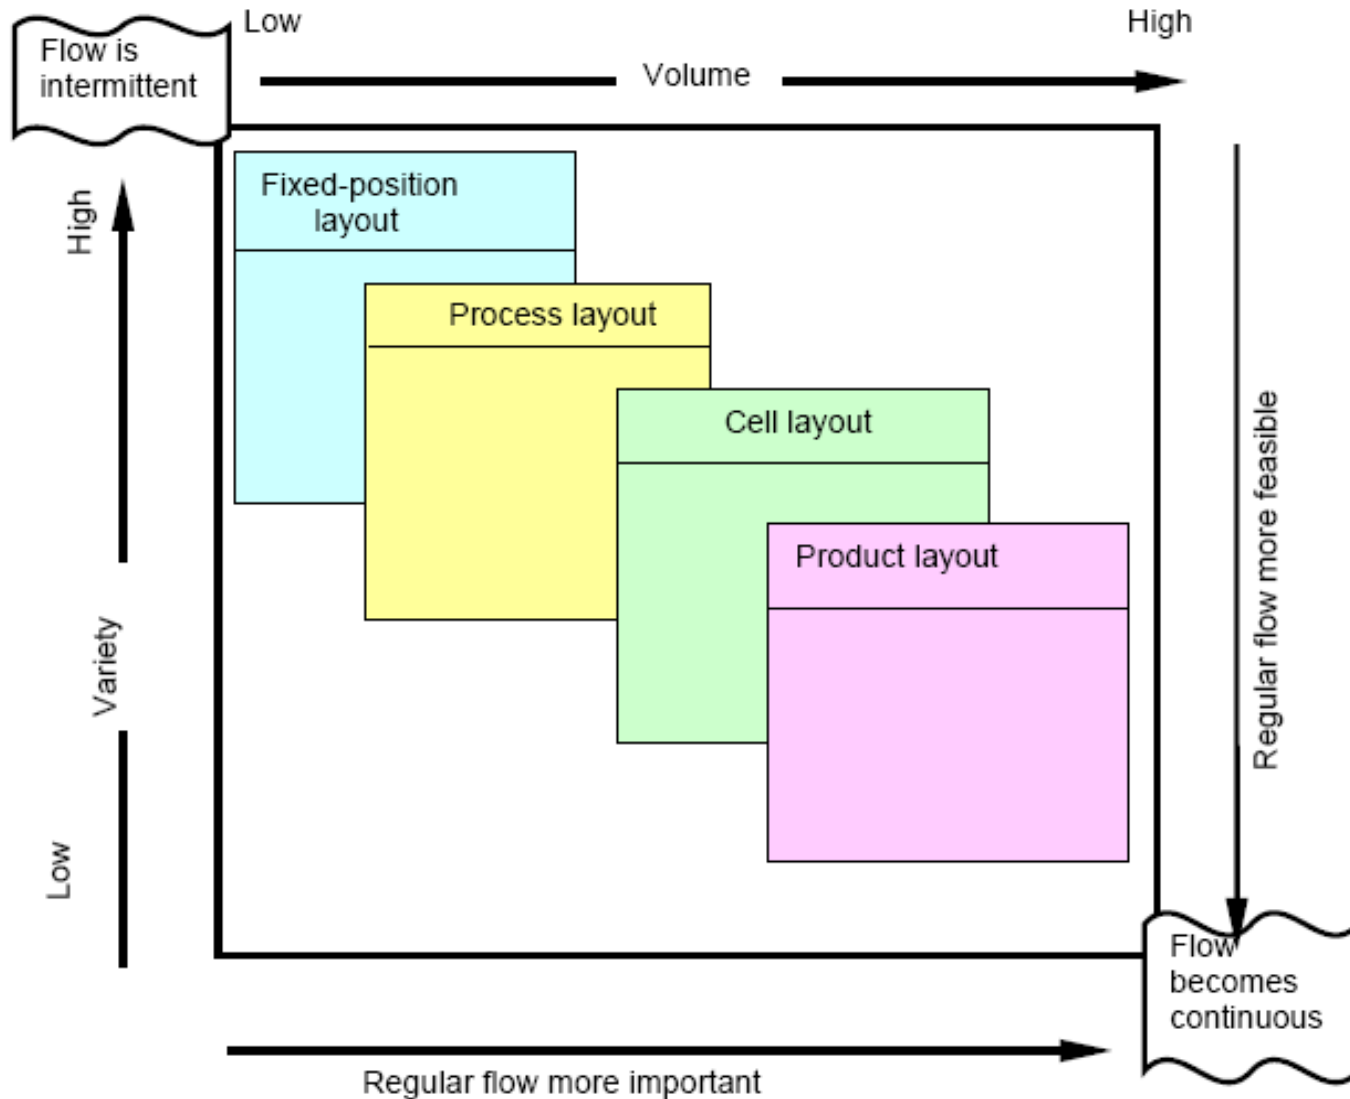 Low
High
Flow is
intermittent
Volume
High
Fixed-position
layout
Process layout
Cell layout
Product layout
Variety
Low
Regular flow more feasible
Flow
becomes
continuous
Regular flow more important